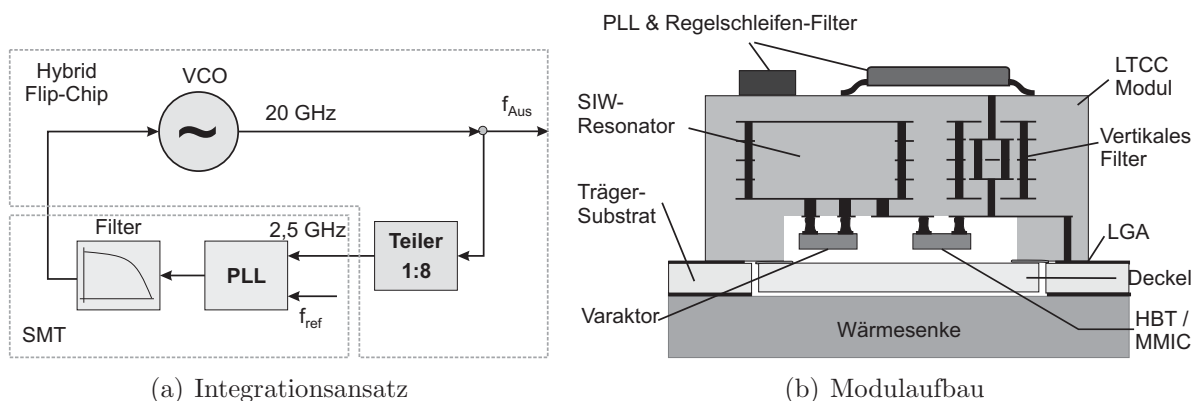 Hybrid
Flip-Chip
VCO
~
20 GHz
f_Aus
Filter
2,5 GHz
PLL
Teiler
1:8
f_ref
SMT
(a) Integrationsansatz
PLL & Regelschleifen-Filter
LTCC
Modul
SIW-
Resonator
Vertikales
Filter
Träger-
Substrat
LGA
Deckel
Varaktor
HBT /
MMIC
Wärmesenke
(b) Modulaufbau